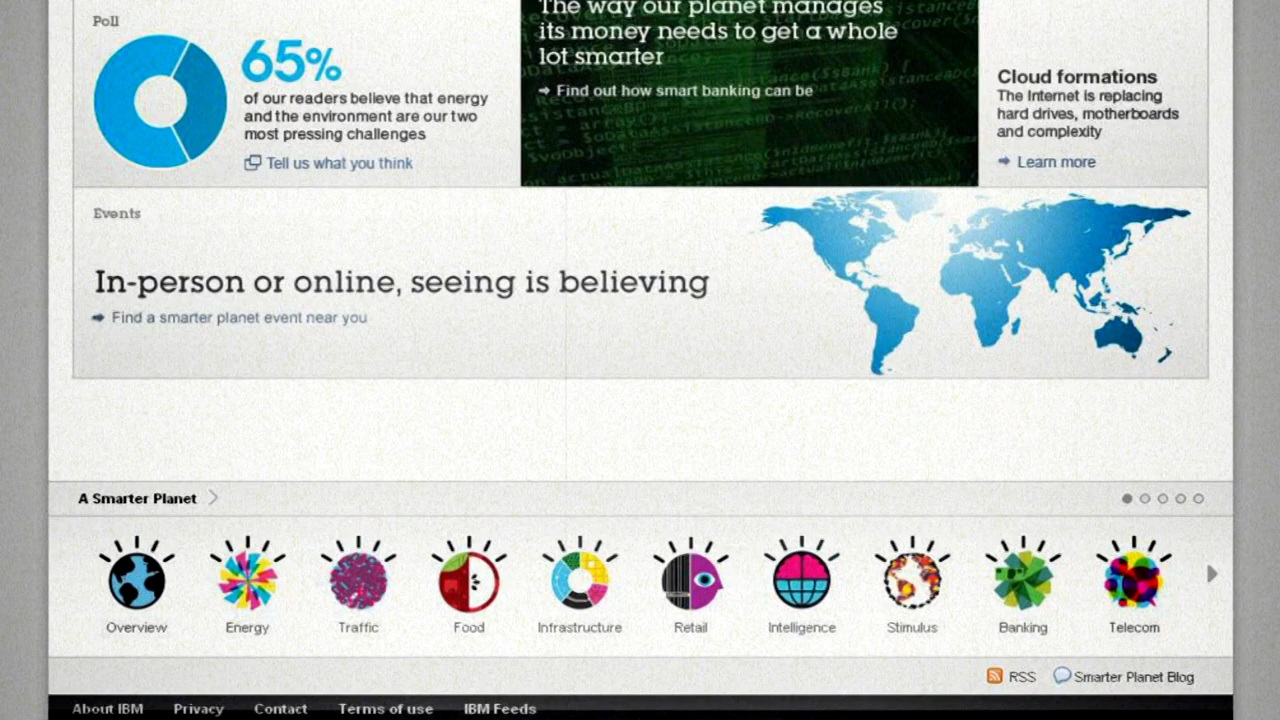 Poll
65%
of our readers believe that energy
and the environment are our two
most pressing challenges
Tell us what you think
The way our planet manages
its money needs to get a whole
lot smarter
Find out how smart banking can be
Cloud formations
The Internet is replacing
hard drives, motherboards
and complexity
Learn more
Events
In-person or online, seeing is believing
Find a smarter planet event near you
A Smarter Planet
Overview
Energy
Traffic
Food
Infrastructure
Retail
Intelligence
Stimulus
Banking
Telecom
RSS
Smarter Planet Blog
About IBM
Privacy
Contact
Terms of use
IBM Feeds